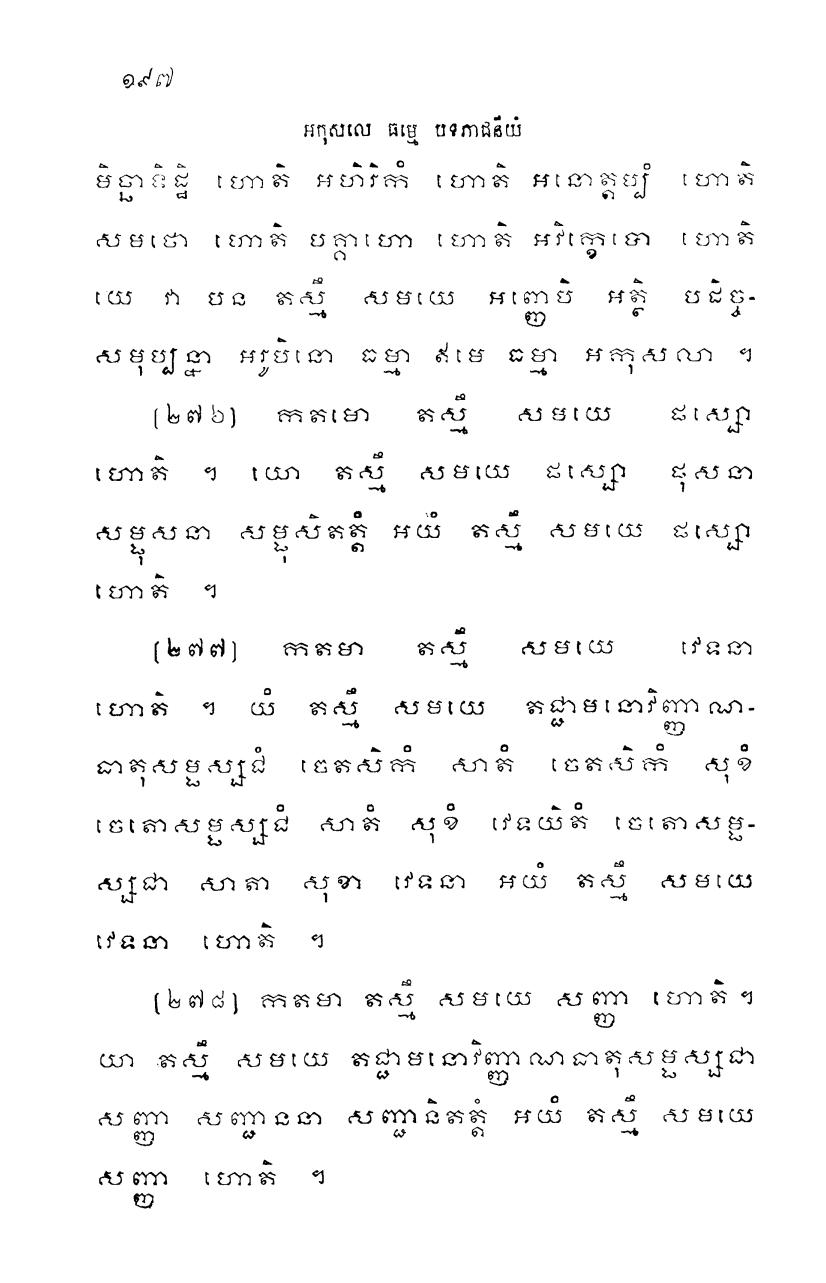 ១៩៧
អកុសលេ ធម្មេ បទភាជនីយំ
មិច្ឆាទិដ្ឋិ ហោតិ អហិរិកំ ហោតិ អនោត្តប្បំ ហោតិ
សមថោ ហោតិ បគ្គាហោ ហោតិ អវិក្ខេបោ ហោតិ
យេ វា បន តស្មឹ សមយេ អញ្ញេបិ អត្ថិ បដិច្ច-
សមុប្បន្នា អរូបិនោ ធម្មា ឥមេ ធម្មា អកុសលា ។
(២៧៦) កតមោ តស្មឹ សមយេ ផស្សោ
ហោតិ ។ យោ តស្មឹ សមយេ ផស្សោ ផុសនា
សម្ផុសនា សម្ផុសិតត្តំ អយំ តស្មឹ សមយេ ផស្សោ
ហោតិ ។
(២៧៧) កតមា តស្មឹ សមយេ វេទនា
ហោតិ ។ យំ តស្មឹ សមយេ តជ្ជាមនោវិញ្ញាណ-
ធាតុសម្ផស្សជំ ចេតសិកំ សាតំ ចេតសិកំ សុខំ
ចេតោសម្ផស្សជំ សាតំ សុខំ វេទយិតំ ចេតោសម្ផ-
ស្សជា សាតា សុខា វេទនា អយំ តស្មឹ សមយេ
វេទនា ហោតិ ។
(២៧៨) កតមា តស្មឹ សមយេ សញ្ញា ហោតិ ។
យា តស្មឹ សមយេ តជ្ជាមនោវិញ្ញាណធាតុសម្ផស្សជា
សញ្ញា សញ្ជាននា សញ្ជានិតត្តំ អយំ តស្មឹ សមយេ
សញ្ញា ហោតិ ។